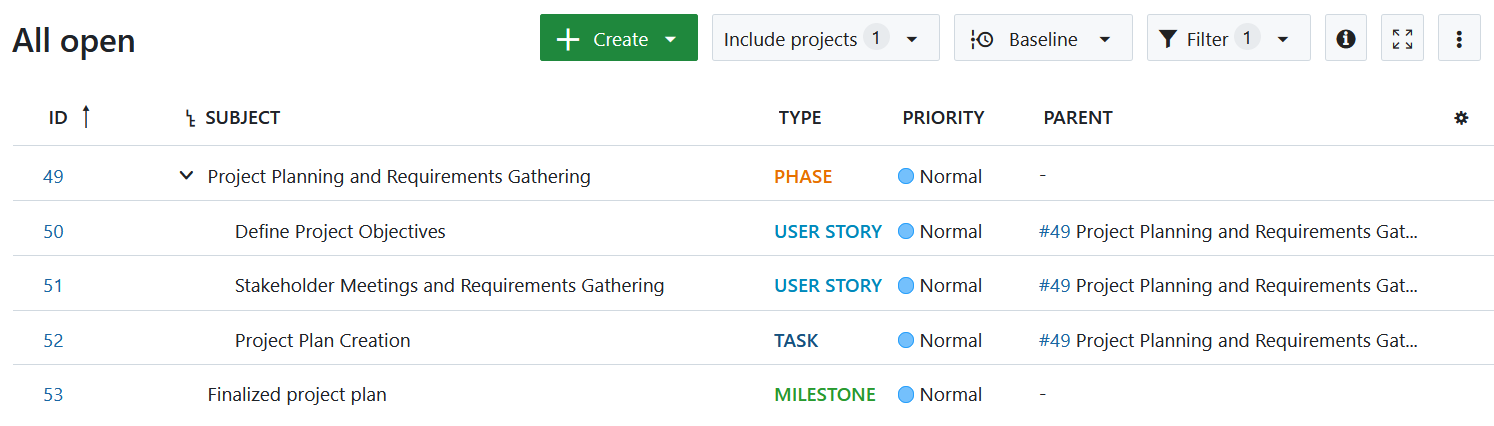 All open Create Include projects 1 Baseline Filter 1
ID SUBJECT TYPE PRIORITY PARENT
49 Project Planning and Requirements Gathering PHASE Normal -
50 Define Project Objectives USER STORY Normal #49 Project Planning and Requirements Gat...
51 Stakeholder Meetings and Requirements Gathering USER STORY Normal #49 Project Planning and Requirements Gat...
52 Project Plan Creation TASK Normal #49 Project Planning and Requirements Gat...
53 Finalized project plan MILESTONE Normal -